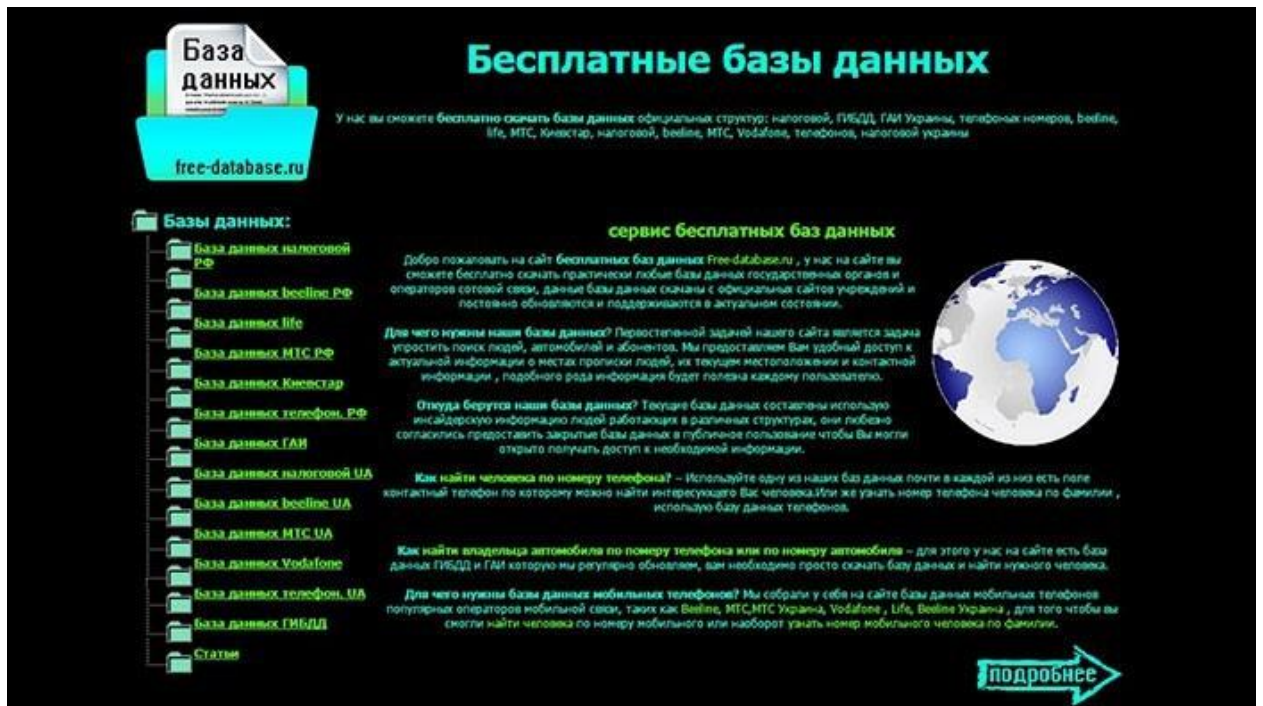 База
данных
free-database.ru
Бесплатные базы данных
У нас вы сможете бесплатно скачать базы данных официальных структур: налоговой, ГИБДД, ГАИ Украины, телефоных номеров, beeline,
life, МТС, Киевстар, налоговой, beeline, МТС, Vodafone, телефонов, налоговой украины
Базы данных:
База данных налоговой
РФ
База данных beeline РФ
База данных life
База данных МТС РФ
База данных Киевстар
База данных телефон. РФ
База данных ГАИ
База данных налоговой UA
База данных beeline UA
База данных МТС UA
База данных Vodafone
База данных телефон. UA
База данных ГИБДД
Статьи
сервис бесплатных баз данных
Добро пожаловать на сайт бесплатных баз данных Free-database.ru , у нас на сайте вы
сможете бесплатно скачать практически любые базы данных государственных органов и
операторов сотовой связи, данные базы данных скачаны с официальных сайтов учреждений и
постоянно обновляются и поддерживаются в актуальном состоянии.
Для чего нужны наши базы данных? Первостепенной задачей нашего сайта является задача
упростить поиск людей, автомобилей и абонентов. Мы предоставляем Вам удобный доступ к
актуальной информации о местах прописки людей, их текущем местоположении и контактной
информации , подобного рода информация будет полезна каждому пользователю.
Откуда берутся наши базы данных? Текущие базы данных составлены использую
инсайдерскую информацию людей работающих в различных структурах, они любезно
согласились предоставить закрытые базы данных в публичное пользование чтобы Вы могли
открыто получать доступ к необходимой информации.
Как найти человека по номеру телефона? – Используйте одну из наших баз данных почти в каждой из низ есть поле
контактный телефон по которому можно найти интересующего Вас человека.Или же узнать номер телефона человека по фамилии ,
использую базу данных телефонов.
Как найти владельца автомобиля по номеру телефона или по номеру автомобиля – для этого у нас на сайте есть база
данных ГИБДД и ГАИ которую мы регулярно обновляем, вам необходимо просто скачать базу данных и найти нужного человека.
Для чего нужны базы данных мобильных телефонов? Мы собрали у себя на сайте базы данных мобильных телефонов
популярных операторов мобильной связи, таких как Beeline, МТС,МТС Украина, Vodafone , Life, Beeline Украина , для того чтобы вы
смогли найти человека по номеру мобильного или наоборот узнать номер мобильного человека по фамилии.
подробнее